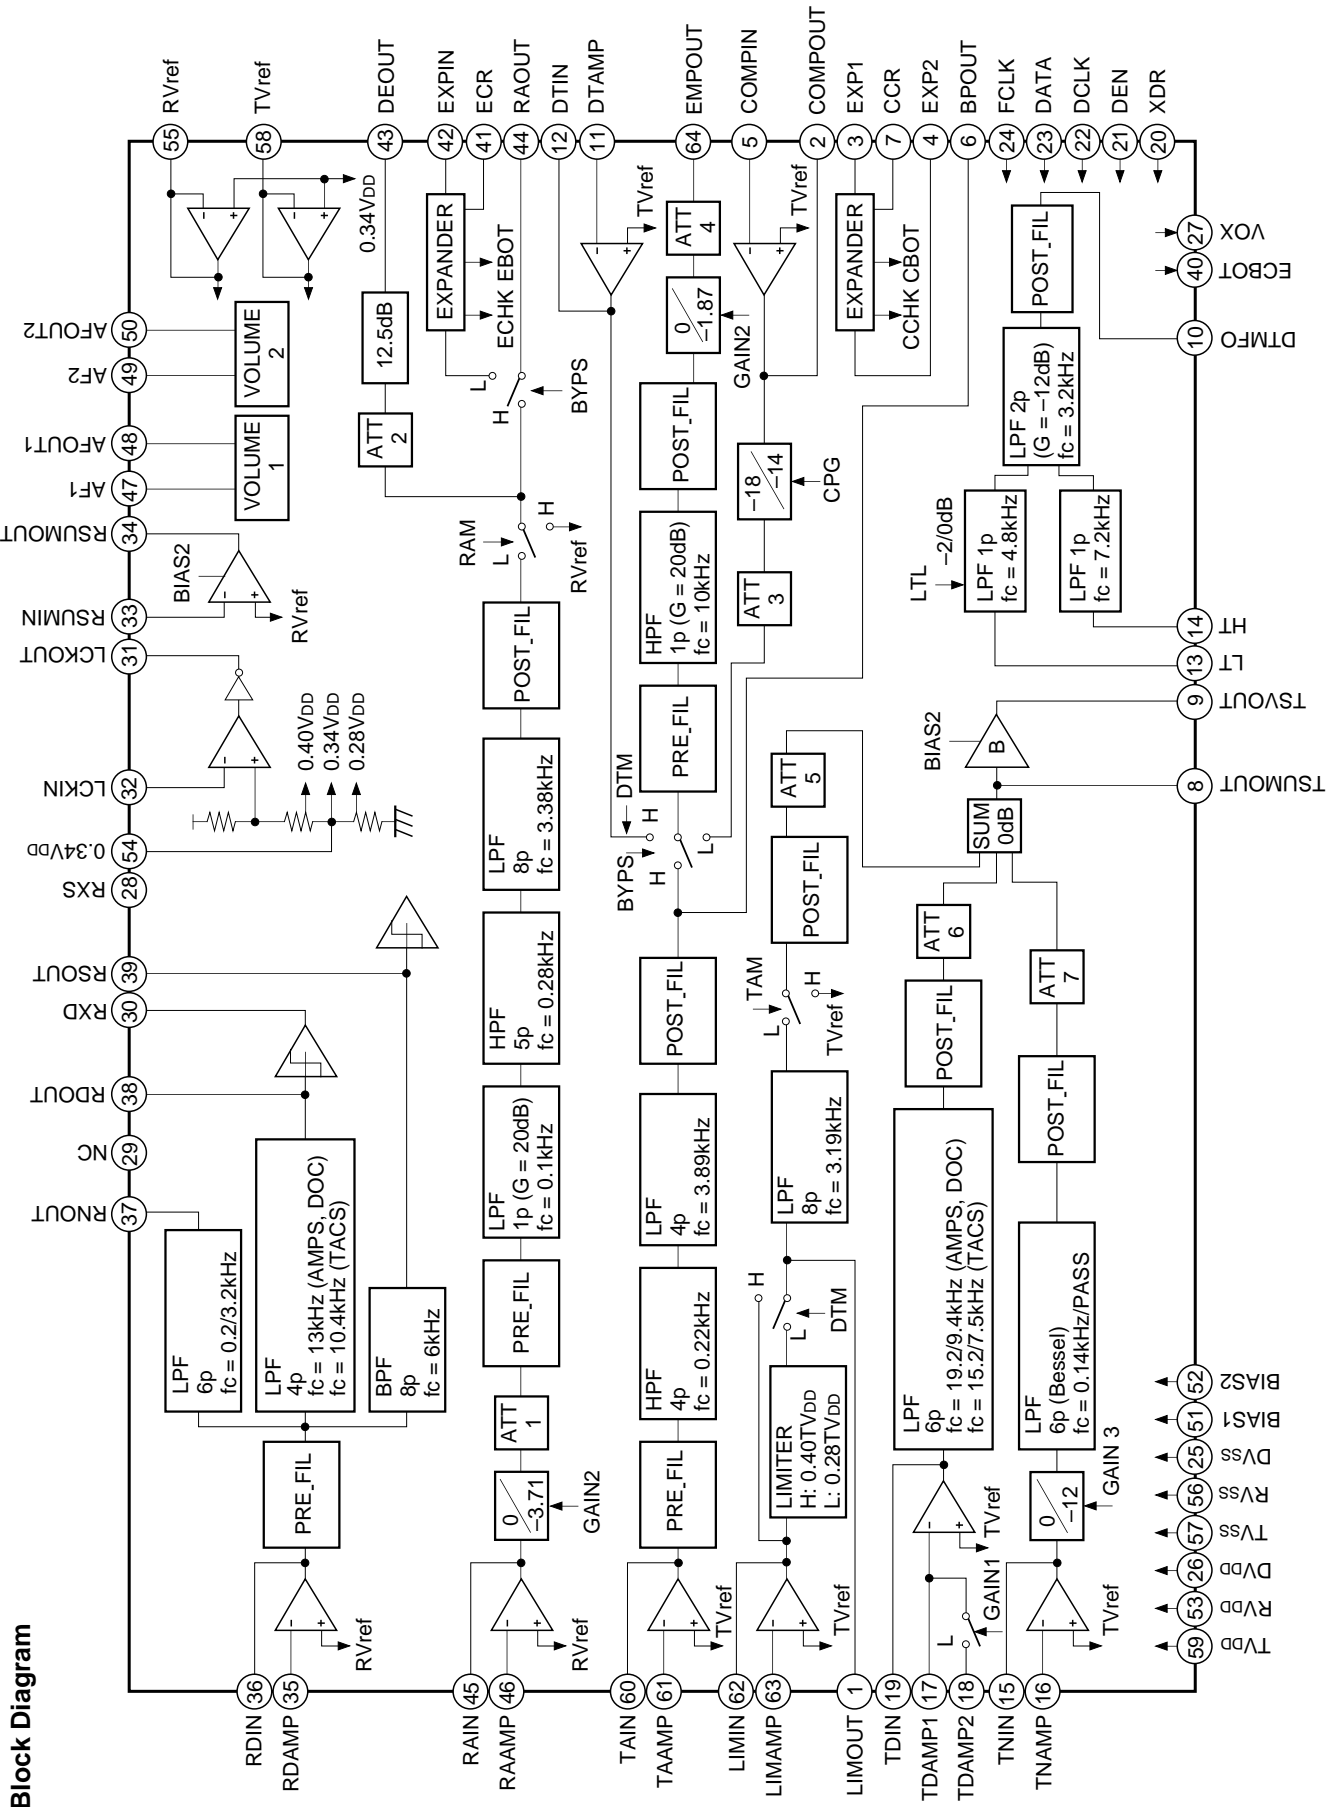 Block Diagram
RVref
55
TVref
58
0.34VDD
DEOUT
43
EXPIN
42
ECR
41
RAOUT
44
DTIN
12
DTAMP
11
EMPOUT
64
COMPIN
5
COMPOUT
2
EXP1
3
CCR
7
EXP2
4
BPOUT
6
FCLK
24
DATA
23
DCLK
22
DEN
21
XDR
20
AFOUT2
50
AF2
49
AFOUT1
48
AF1
47
RSUMOUT
34
RSUMIN
33
LCKOUT
31
LCKIN
32
0.34VDD
54
RXS
28
RSOUT
39
RXD
30
RDOUT
38
NC
29
RNOUT
37
VOLUME
2
VOLUME
1
BIAS2
RVref
0.40VDD
0.34VDD
0.28VDD
12.5dB
ATT
2
EXPANDER
ECHK
EBOT
L
H
BYPS
RAM
L
H
RVref
POST_FIL
LPF
8p
fc = 3.38kHz
HPF
5p
fc = 0.28kHz
LPF
1p (G = 20dB)
fc = 0.1kHz
PRE_FIL
ATT
1
0
–3.71
GAIN2
RVref
LPF
6p
fc = 0.2/3.2kHz
LPF
4p
fc = 13kHz (AMPS, DOC)
fc = 10.4kHz (TACS)
BPF
8p
fc = 6kHz
PRE_FIL
RVref
TVref
ATT
4
0
–1.87
GAIN2
POST_FIL
HPF
1p (G = 20dB)
fc = 10kHz
PRE_FIL
DTM
H
BYPS
H
L
POST_FIL
LPF
4p
fc = 3.89kHz
HPF
4p
fc = 0.22kHz
PRE_FIL
TVref
TVref
–18
–14
CPG
ATT
3
ATT
5
POST_FIL
TAM
L
H
TVref
LPF
8p
fc = 3.19kHz
H
L
DTM
LIMITER
H: 0.40TVDD
L: 0.28TVDD
TVref
EXPANDER
CCHK
CBOT
POST_FIL
LPF 2p
(G = –12dB)
fc = 3.2kHz
LTL
–2/0dB
LPF 1p
fc = 4.8kHz
LPF 1p
fc = 7.2kHz
BIAS2
B
SUM
0dB
ATT
6
POST_FIL
LPF
6p
fc = 19.2/9.4kHz (AMPS, DOC)
fc = 15.2/7.5kHz (TACS)
TVref
L
GAIN1
ATT
7
POST_FIL
LPF
6p (Bessel)
fc = 0.14kHz/PASS
0
–12
GAIN 3
TVref
RDIN
36
RDAMP
35
RAIN
45
RAAMP
46
TAIN
60
TAAMP
61
LIMIN
62
LIMAMP
63
LIMOUT
1
TDIN
19
TDAMP1
17
TDAMP2
18
TNIN
15
TNAMP
16
27
VOX
40
ECBOT
10
DTMFO
14
HT
13
LT
9
TSVOUT
8
TSUMOUT
52
BIAS2
51
BIAS1
25
DVSS
56
RVSS
57
TVSS
26
DVDD
53
RVDD
59
TVDD